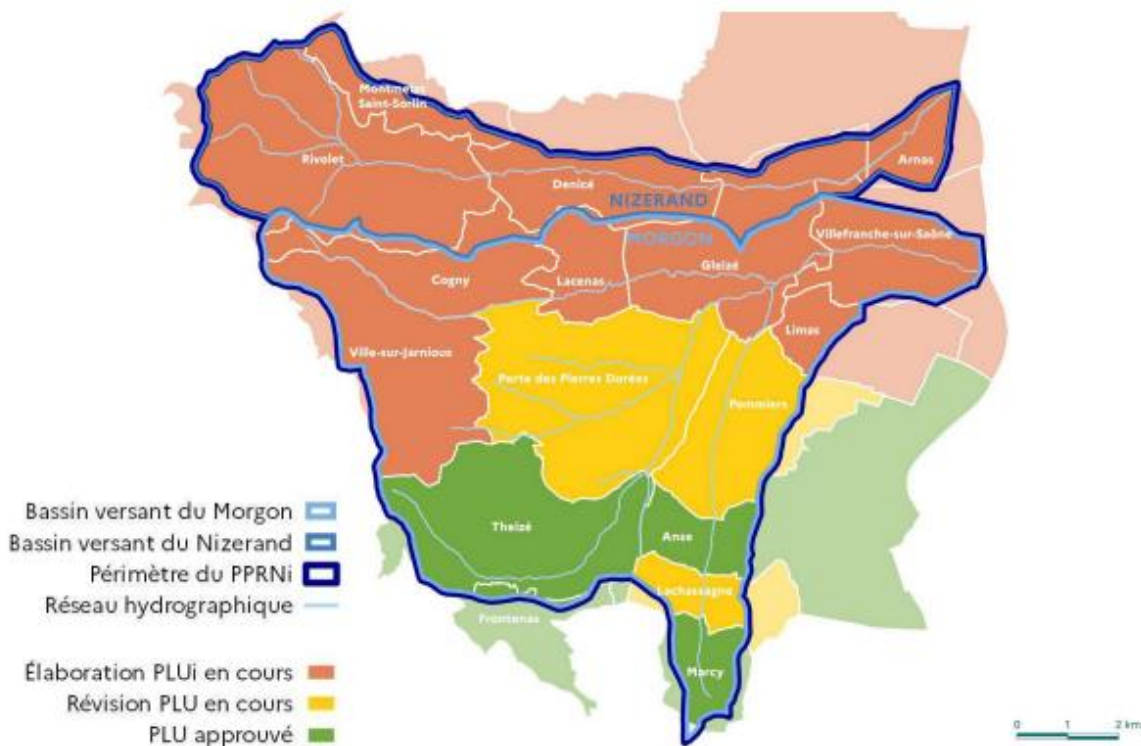 Montmelas
Saint-Sorlin
Rivolet
Arnas
Denicé
NIZERAND
MORGON
Villefranche-sur-Saône
Gleizé
Cogny
Lacenas
Limas
Ville-sur-Jarnioux
Porte des Pierres Dorées
Pommiers
Theizé
Anse
Lachassagne
Frontenas
Marcy
Bassin versant du Morgon
Bassin versant du Nizerand
Périmètre du PPRNi
Réseau hydrographique
Élaboration PLUi en cours
Révision PLU en cours
PLU approuvé
0 1 2 km